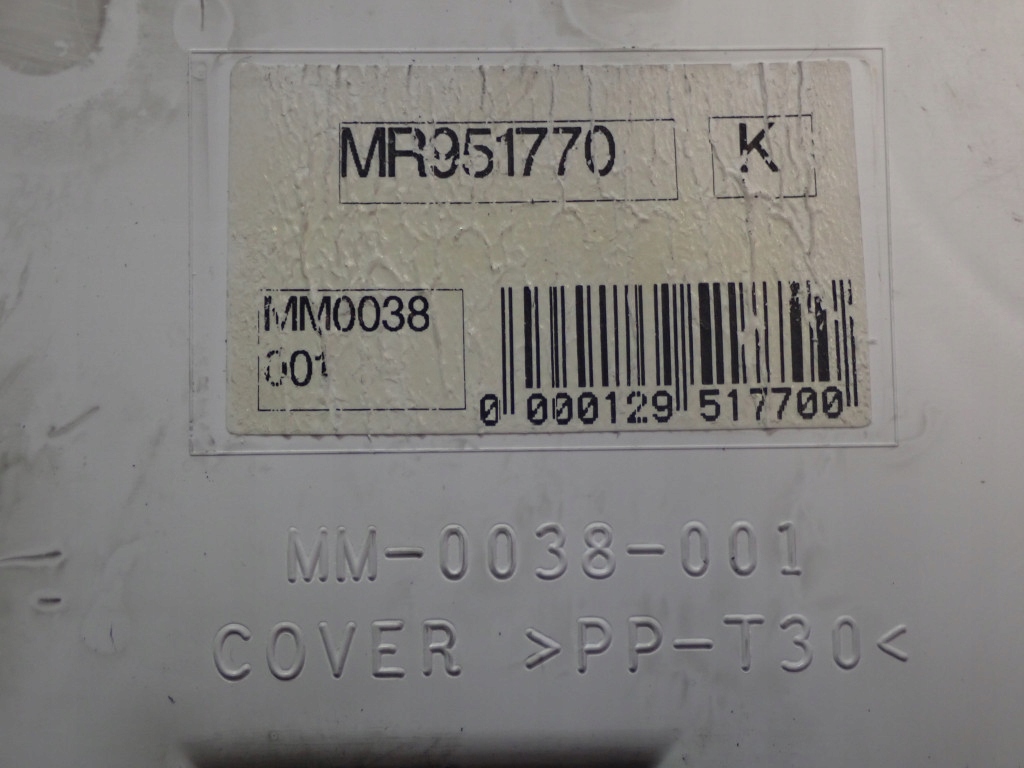 MR951770 K
MM0038
001
0 000129 517700
MM-0038-001
COVER >PP-T30<